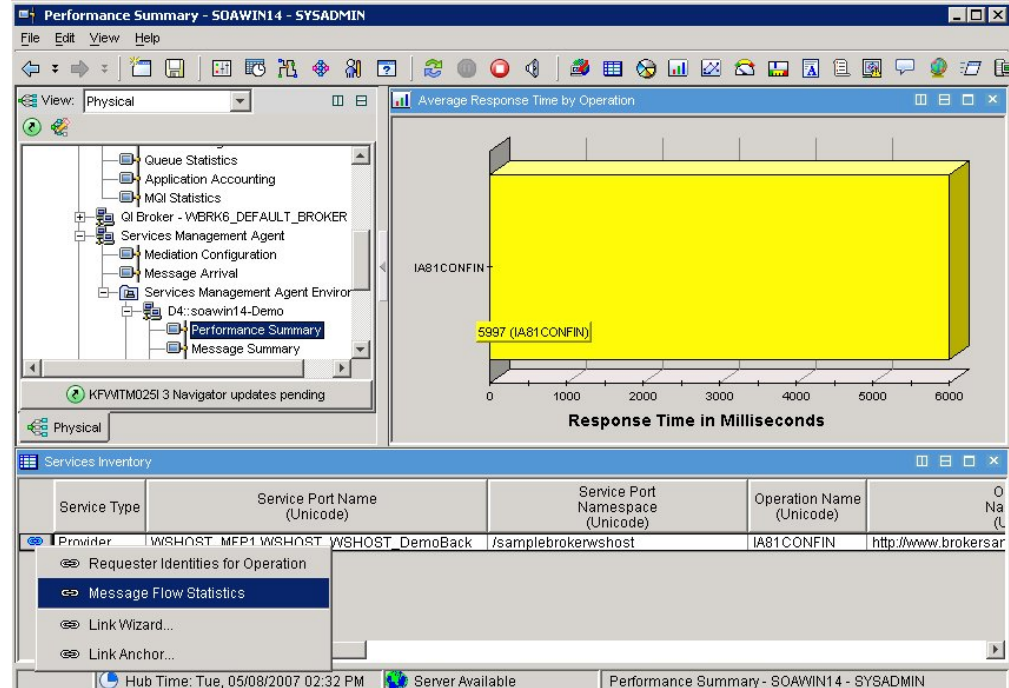 Performance Summary - SOAWIN14 - SYSADMIN
File Edit View Help
View: Physical
Average Response Time by Operation
Queue Statistics
Application Accounting
MQI Statistics
QI Broker - WBRK6_DEFAULT_BROKER
Services Management Agent
Mediation Configuration
Message Arrival
Services Management Agent Environ
D4::soawin14-Demo
Performance Summary
Message Summary
KFWITM025I 3 Navigator updates pending
Physical
IA81CONFIN
5997 (IA81CONFIN)
0 1000 2000 3000 4000 5000 6000
Response Time in Milliseconds
Services Inventory
Service Type
Service Port Name
(Unicode)
Service Port
Namespace
(Unicode)
Operation Name
(Unicode)
O
Na
(U
Provider WSHOST_MFP1.WSHOST_WSHOST_DemoBack /samplebrokerwshost IA81CONFIN http://www.brokersar
Requester Identities for Operation
Message Flow Statistics
Link Wizard...
Link Anchor...
Hub Time: Tue, 05/08/2007 02:32 PM
Server Available
Performance Summary - SOAWIN14 - SYSADMIN